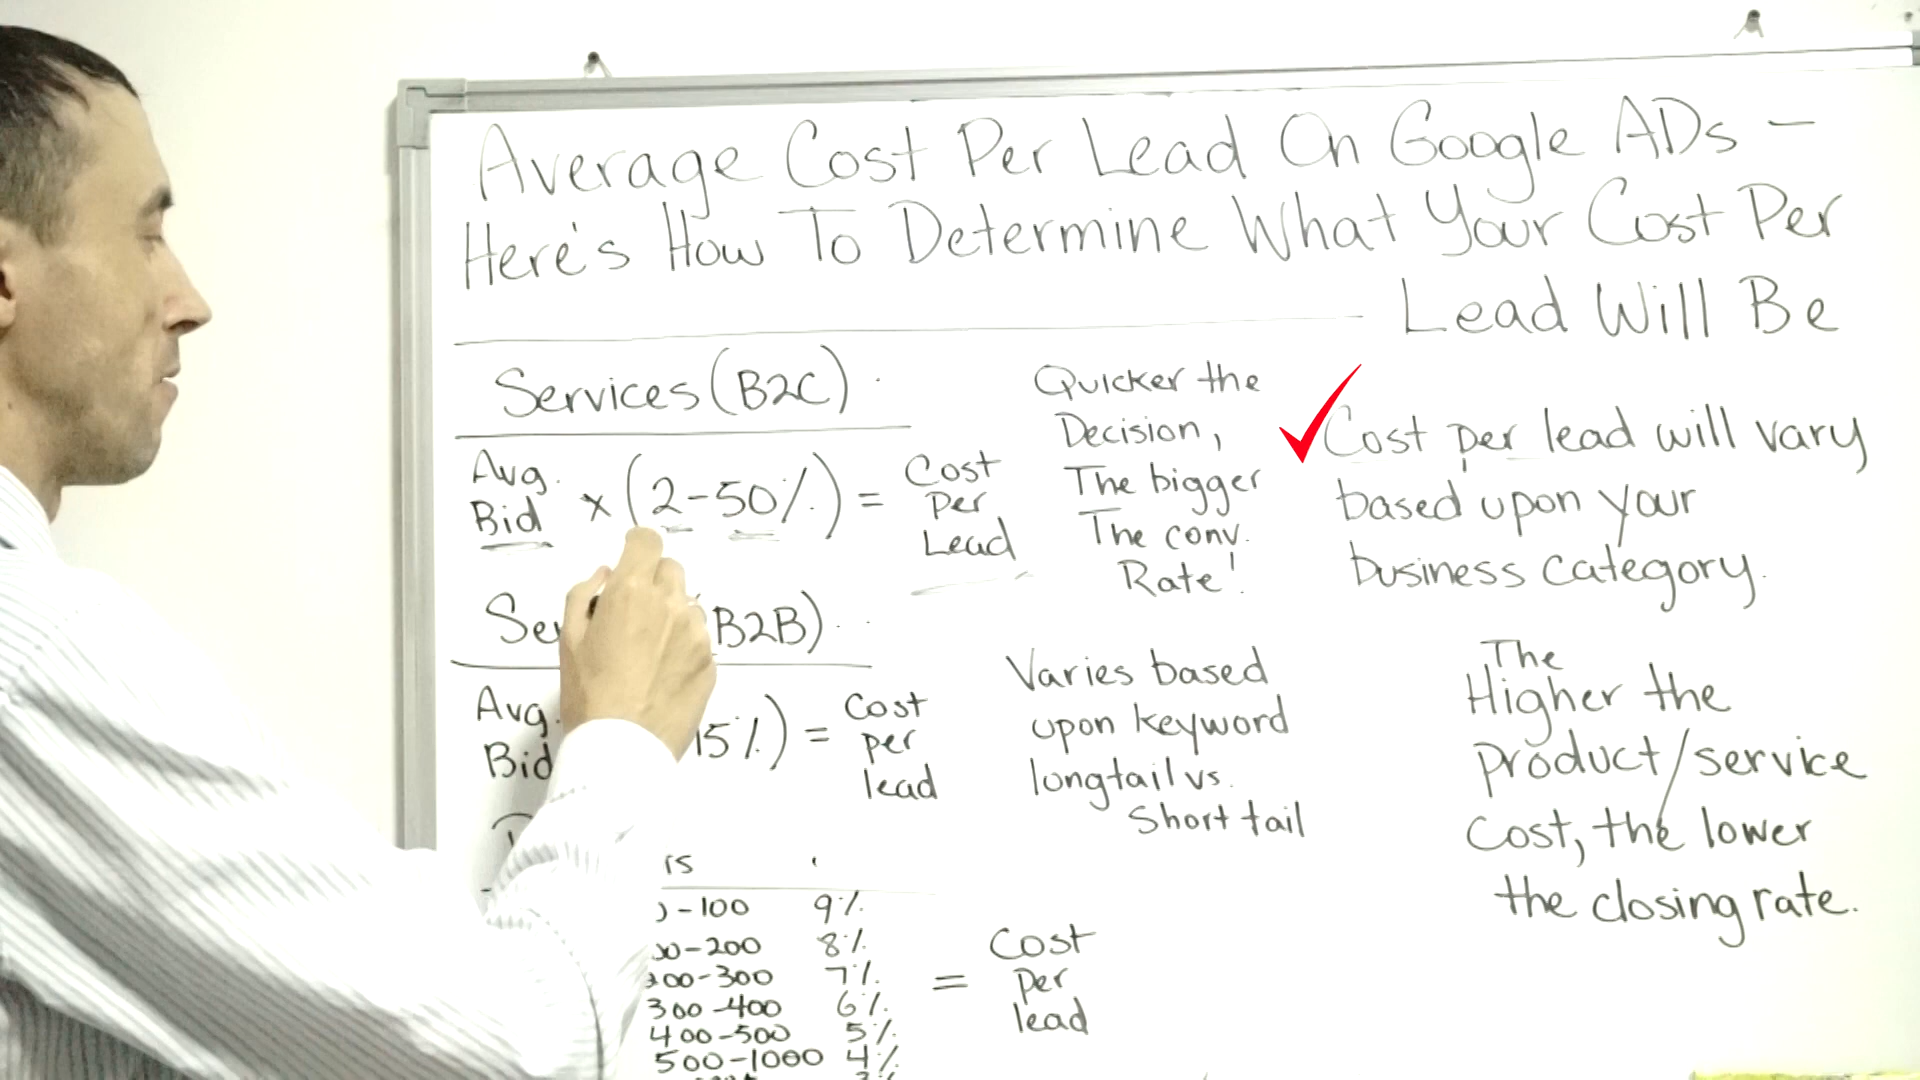 Average Cost Per Lead On Google ADs -
Here's How To Determine What Your Cost Per
Lead Will Be
Services (B2C)
Avg. Bid x (2-50%) = Cost Per Lead
Quicker the
Decision,
The bigger
The conv.
Rate!
Cost per lead will vary
based upon your
business category.
(B2B)
Avg. Bid 15%) = Cost per lead
Varies based
upon keyword
longtail vs.
Short tail
The
Higher the
product/service
Cost, the lower
the closing rate.
-100 9%
-200 8%
00-300 7%
300-400 6%
400-500 5%
500-1000 4%
= Cost per lead